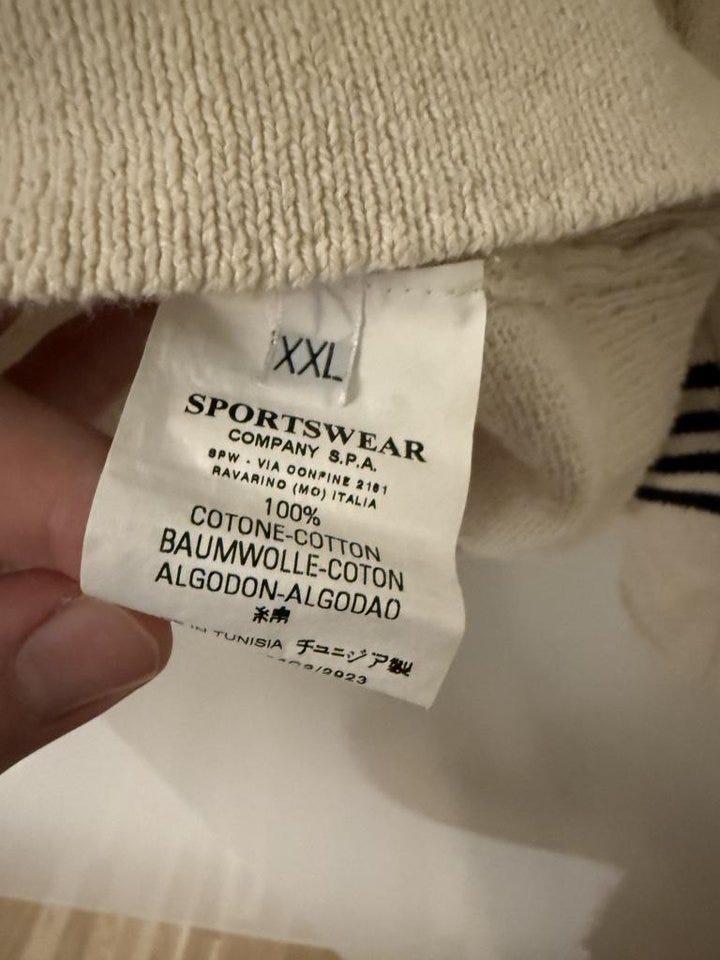 XXL
SPORTSWEAR
COMPANY S.P.A.
SPW - VIA CONFINE 2161
RAVARINO (MO) ITALIA
100%
COTONE-COTTON
BAUMWOLLE-COTON
ALGODON-ALGODAO
綿
IN TUNISIA チュニジア製